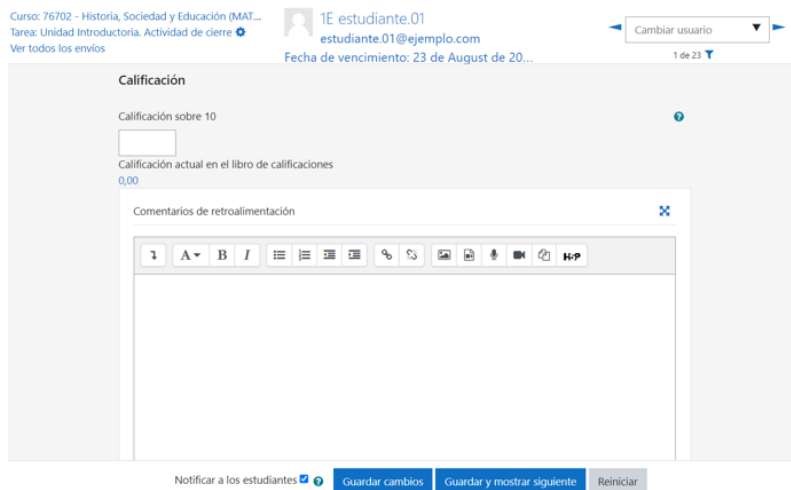 Curso: 76702 - Historia, Sociedad y Educación (MAT...
Tarea: Unidad Introductoria. Actividad de cierre
Ver todos los envíos
1E estudiante.01
estudiante.01@ejemplo.com
Fecha de vencimiento: 23 de August de 20...
Cambiar usuario
1 de 23
Calificación
Calificación sobre 10
Calificación actual en el libro de calificaciones
0,00
Comentarios de retroalimentación
A B I H-P
Notificar a los estudiantes Guardar cambios Guardar y mostrar siguiente Reiniciar